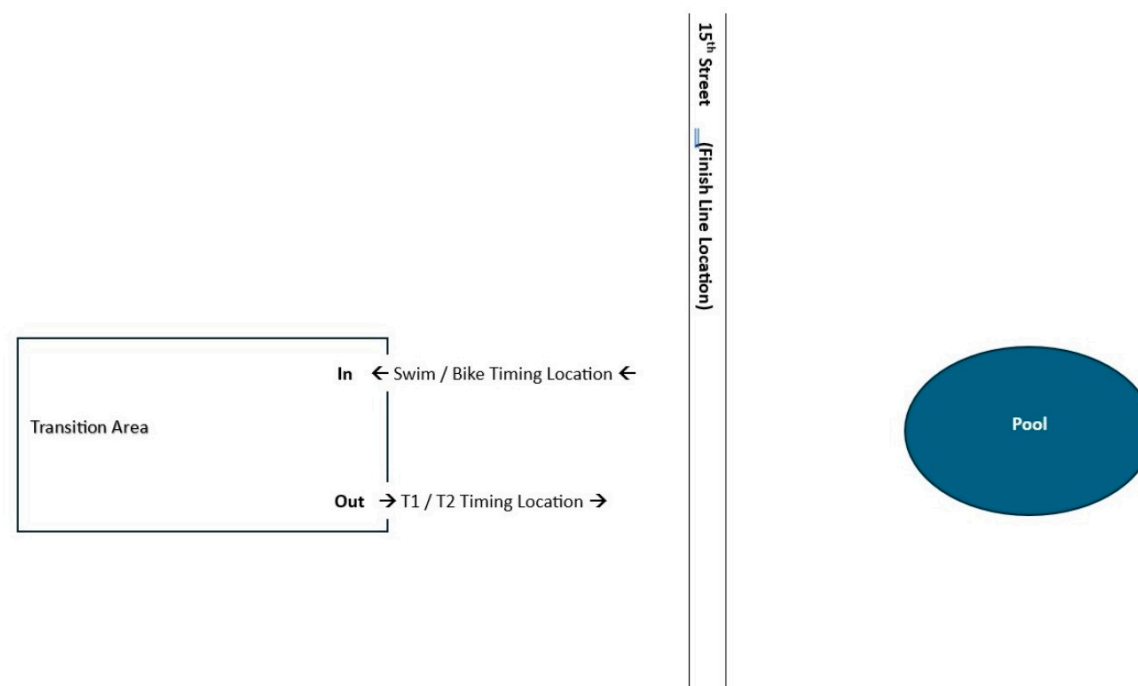 15th Street (Finish Line Location)
In ← Swim / Bike Timing Location ←
Transition Area
Pool
Out → T1 / T2 Timing Location →